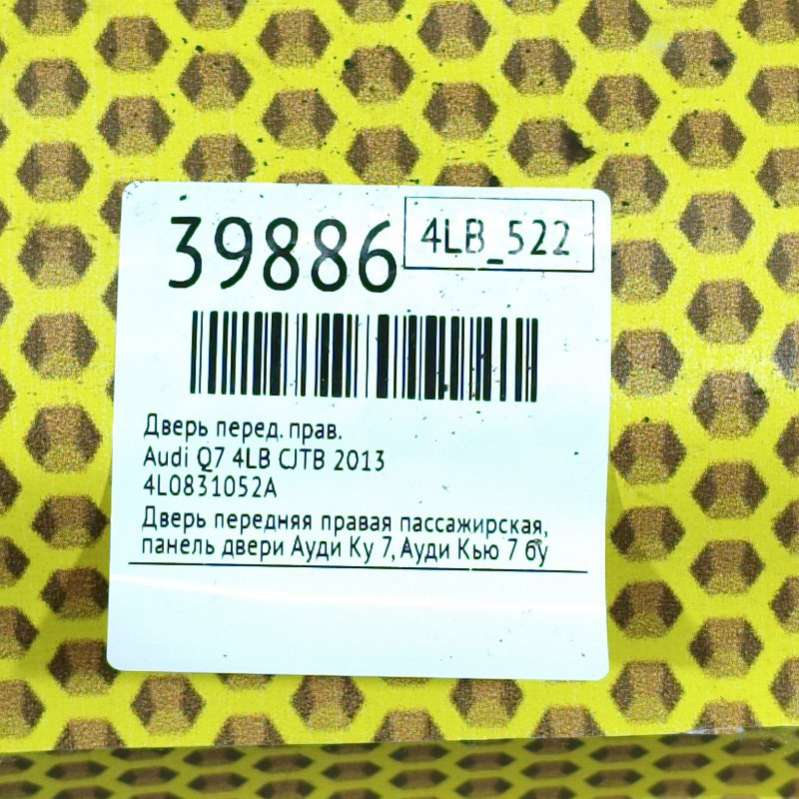 39886
4LB_522
Дверь перед. прав.
Audi Q7 4LB CJTB 2013
4L0831052A
Дверь передняя правая пассажирская,
панель двери Ауди Ку 7, Ауди Кью 7 бу